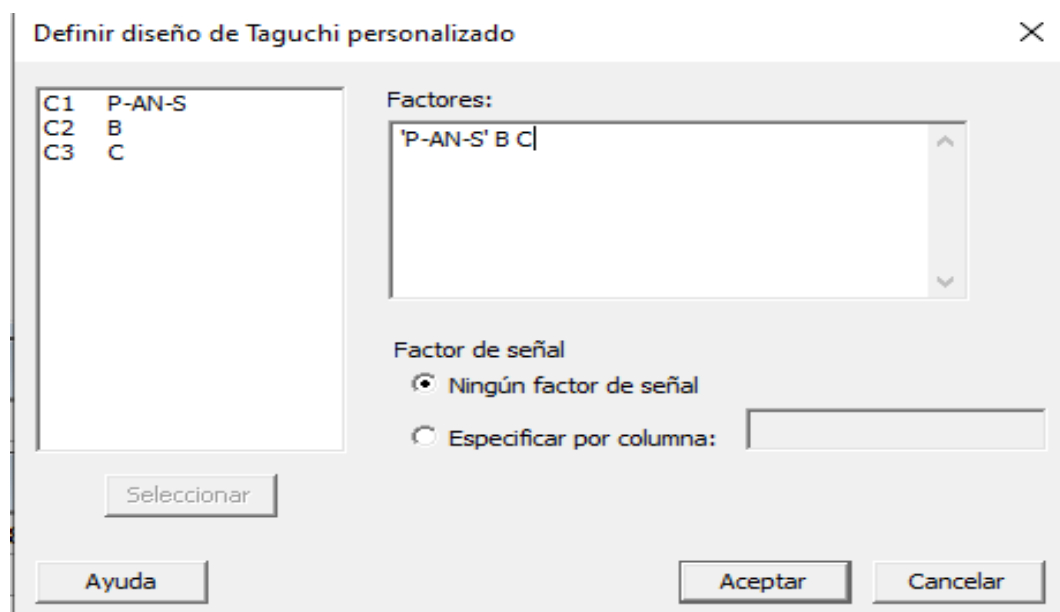 Definir diseño de Taguchi personalizado
C1 P-AN-S
C2 B
C3 C
Factores:
'P-AN-S' B C
Factor de señal
Ningún factor de señal
Especificar por columna:
Seleccionar
Ayuda
Aceptar
Cancelar